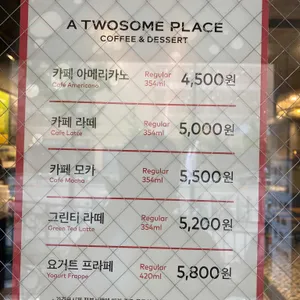 A TWOSOME PLACE
COFFEE & DESSERT
카페 아메리카노 Regular 4,500원
Café Americano 354ml
카페 라떼 Regular 5,000원
Café Latte 354ml
카페 모카 Regular 5,500원
Café Mocha 354ml
그린티 라떼 Regular 5,200원
Green Tea Latte 354ml
요거트 프라페 Regular 5,800원
Yogurt Frappe 420ml